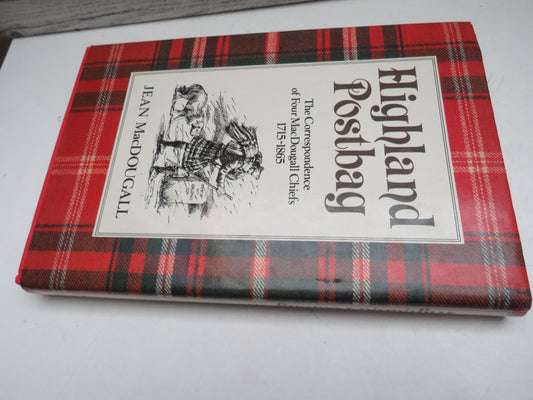 Highland
Postbag
The Correspondence
of Four MacDougall Chiefs
1715-1865
JEAN MacDOUGALL